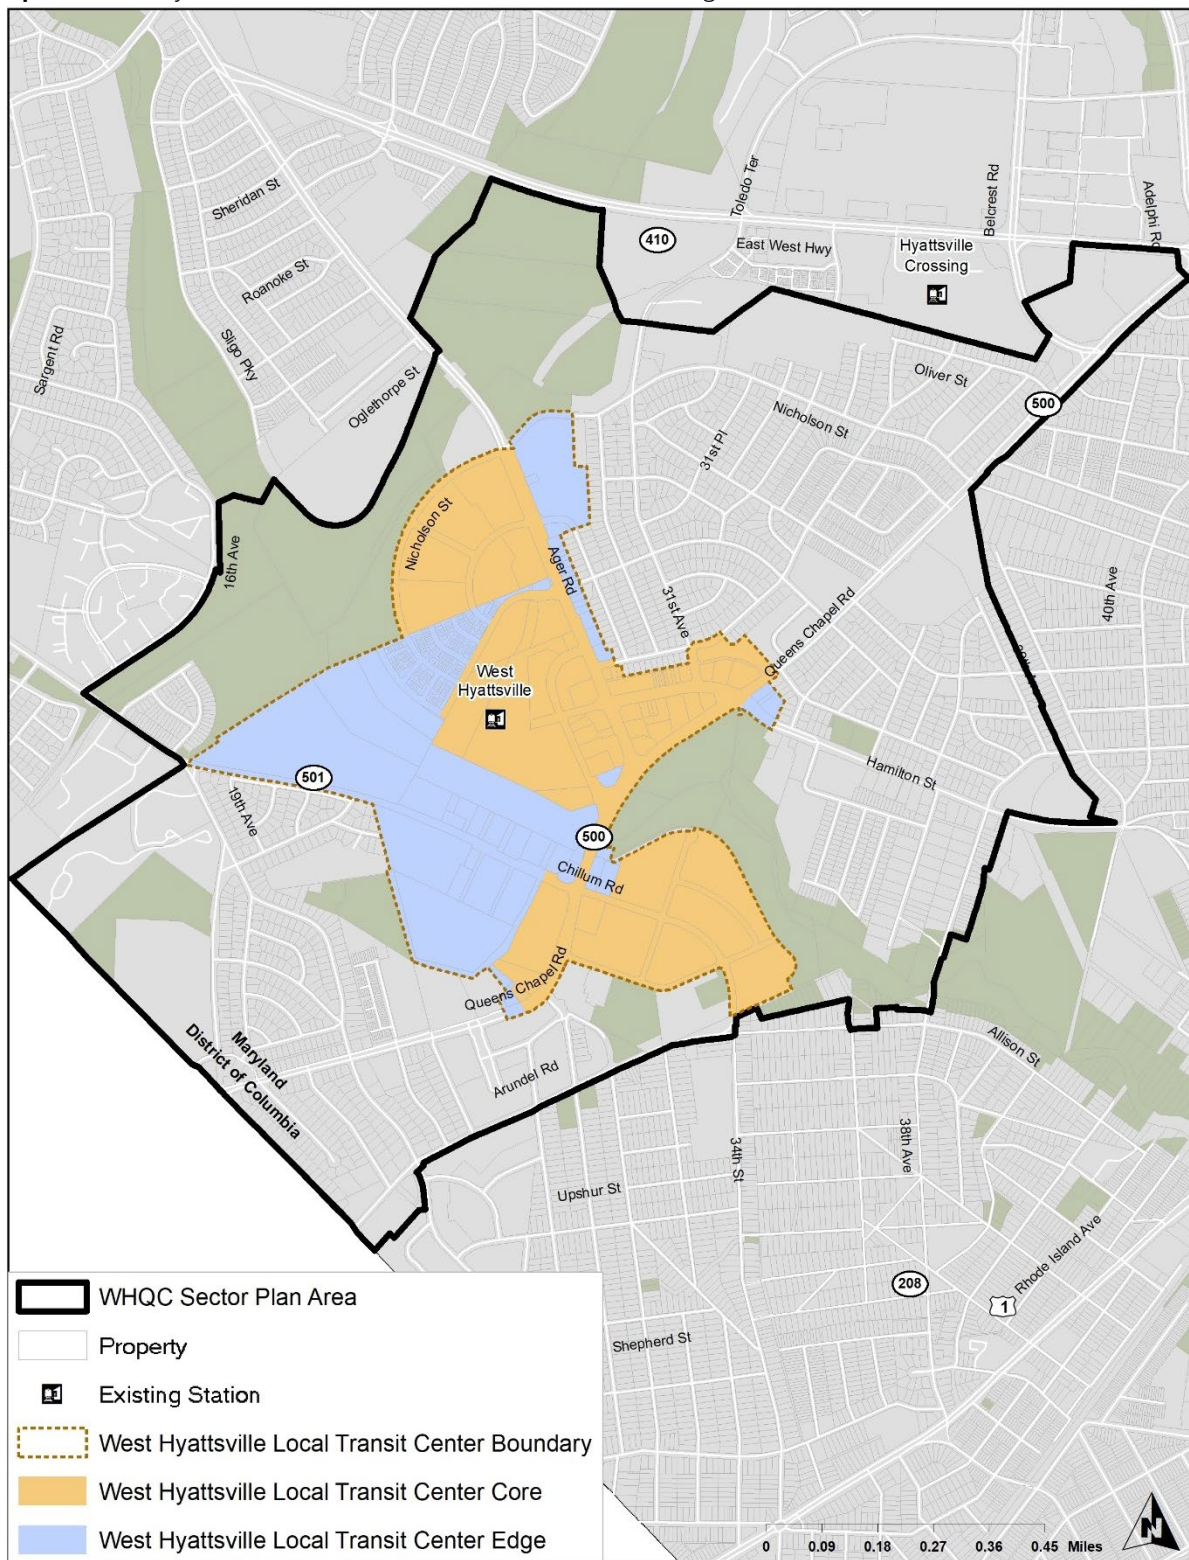 Sheridan St
Toledo Ter
Belcrest Rd
Adelphi Rd
410
East West Hwy
Hyattsville
Crossing
Roanoke St
Sligo Pky
Sargent Rd
Oglethorpe St
Oliver St
500
Nicholson St
31st Pl
Nicholson St
16th Ave
Ager Rd
31st Ave
40th Ave
Queens Chapel Rd
West
Hyattsville
501
Hamilton St
19th Ave
500
Chillum Rd
Queens Chapel Rd
Maryland
District of Columbia
Arundel Rd
Allison St
34th St
38th Ave
Upshur St
Rhode Island Ave
208
1
Shepherd St
WHQC Sector Plan Area
Property
Existing Station
West Hyattsville Local Transit Center Boundary
West Hyattsville Local Transit Center Core
West Hyattsville Local Transit Center Edge
N
0 0.09 0.18 0.27 0.36 0.45 Miles